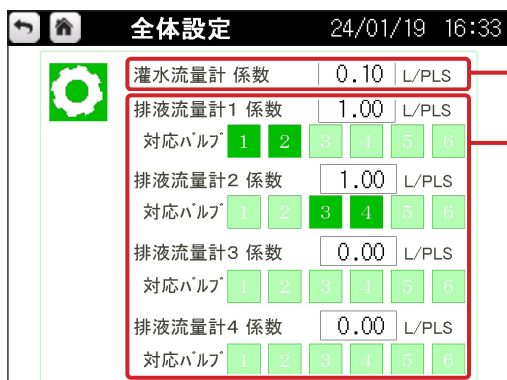 全体設定 24/01/19 16:33
灌水流量計 係数 0.10 L/PLS
排液流量計1 係数 1.00 L/PLS
対応バルブ 1 2 3 4 5 6
排液流量計2 係数 1.00 L/PLS
対応バルブ 1 2 3 4 5 6
排液流量計3 係数 0.00 L/PLS
対応バルブ 1 2 3 4 5 6
排液流量計4 係数 0.00 L/PLS
対応バルブ 1 2 3 4 5 6